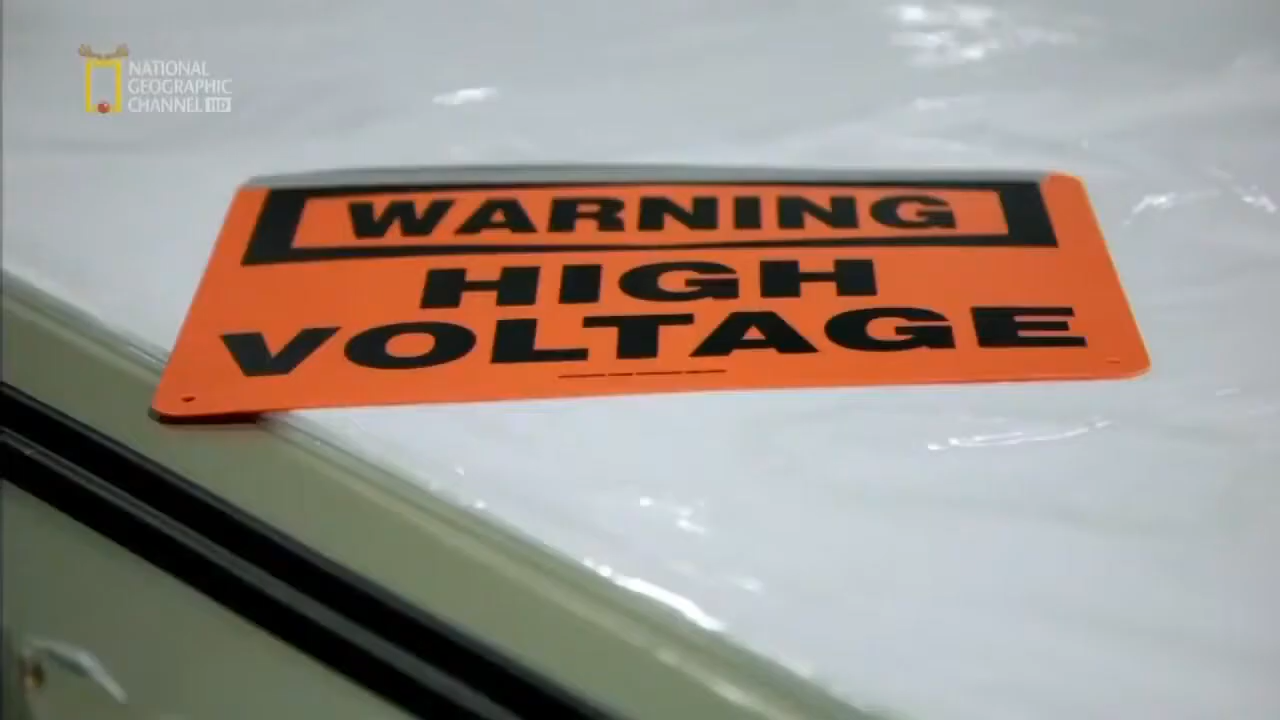 NATIONAL
GEOGRAPHIC
CHANNEL HD
WARNING
HIGH
VOLTAGE